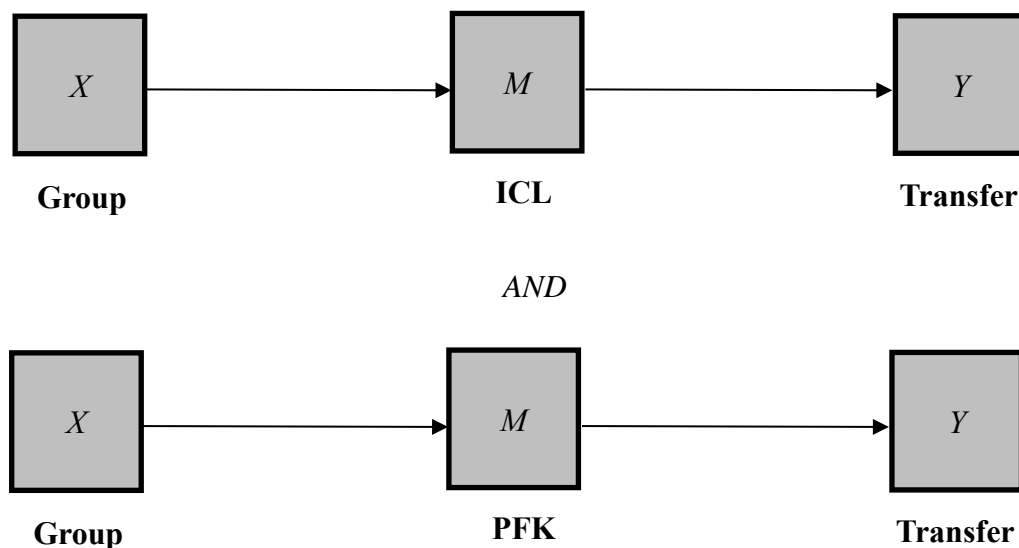 X M Y
Group ICL Transfer
AND
X M Y
Group PFK Transfer